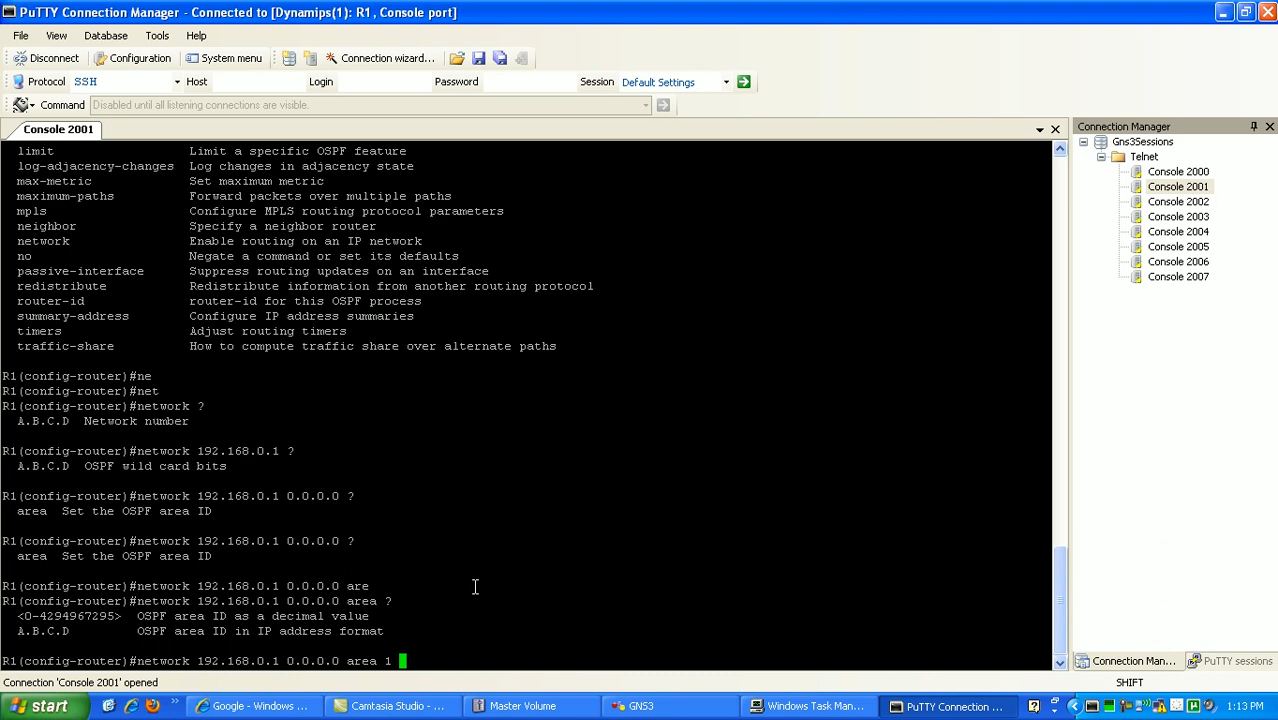 PuTTY Connection Manager - Connected to [Dynamips(1): R1, Console port]
File View Database Tools Help
Disconnect Configuration System menu Connection wizard...
Protocol SSH Host Login Password Session Default Settings
Command Disabled until all listening connections are visible.
Console 2001
Connection Manager
limit Limit a specific OSPF feature
log-adjacency-changes Log changes in adjacency state
max-metric Set maximum metric
maximum-paths Forward packets over multiple paths
mpls Configure MPLS routing protocol parameters
neighbor Specify a neighbor router
network Enable routing on an IP network
no Negate a command or set its defaults
passive-interface Suppress routing updates on an interface
redistribute Redistribute information from another routing protocol
router-id router-id for this OSPF process
summary-address Configure IP address summaries
timers Adjust routing timers
traffic-share How to compute traffic share over alternate paths
R1(config-router)#ne
R1(config-router)#net
R1(config-router)#network ?
A.B.C.D Network number
R1(config-router)#network 192.168.0.1 ?
A.B.C.D OSPF wild card bits
R1(config-router)#network 192.168.0.1 0.0.0.0 ?
area Set the OSPF area ID
R1(config-router)#network 192.168.0.1 0.0.0.0 ?
area Set the OSPF area ID
R1(config-router)#network 192.168.0.1 0.0.0.0 are
R1(config-router)#network 192.168.0.1 0.0.0.0 area ?
<0-4294967295> OSPF area ID as a decimal value
A.B.C.D OSPF area ID in IP address format
R1(config-router)#network 192.168.0.1 0.0.0.0 area 1
Gns3Sessions
Telnet
Console 2000
Console 2001
Console 2002
Console 2003
Console 2004
Console 2005
Console 2006
Console 2007
Connection Man... PuTTY sessions
Connection 'Console 2001' opened
SHIFT
start Google - Windows ... Camtasia Studio - ... Master Volume GNS3 Windows Task Man... PuTTY Connection ... 1:13 PM